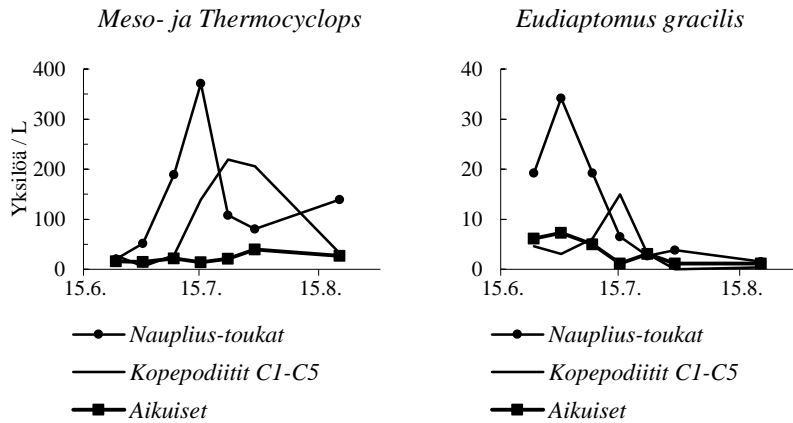 Meso- ja Thermocyclops
Eudiaptomus gracilis
Yksilöä / L
400
300
200
100
0
15.6.
15.7.
15.8.
40
30
20
10
0
15.6.
15.7.
15.8.
Nauplius-toukat
Kopepodiitit C1-C5
Aikuiset
Nauplius-toukat
Kopepodiitit C1-C5
Aikuiset